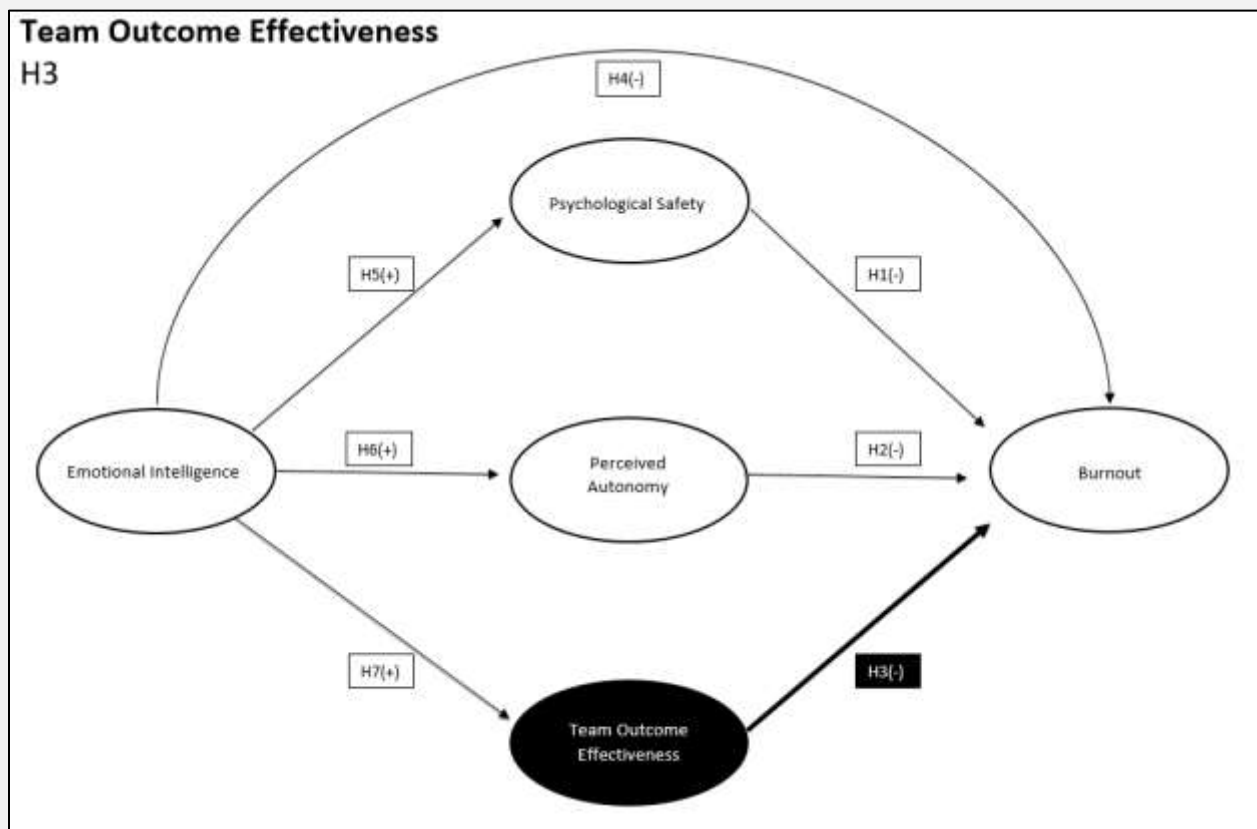 Team Outcome Effectiveness
H3
H4(-)
Psychological Safety
H5(+)
H1(-)
Emotional Intelligence
H6(+)
Perceived
Autonomy
H2(-)
Burnout
H7(+)
H3(-)
Team Outcome
Effectiveness